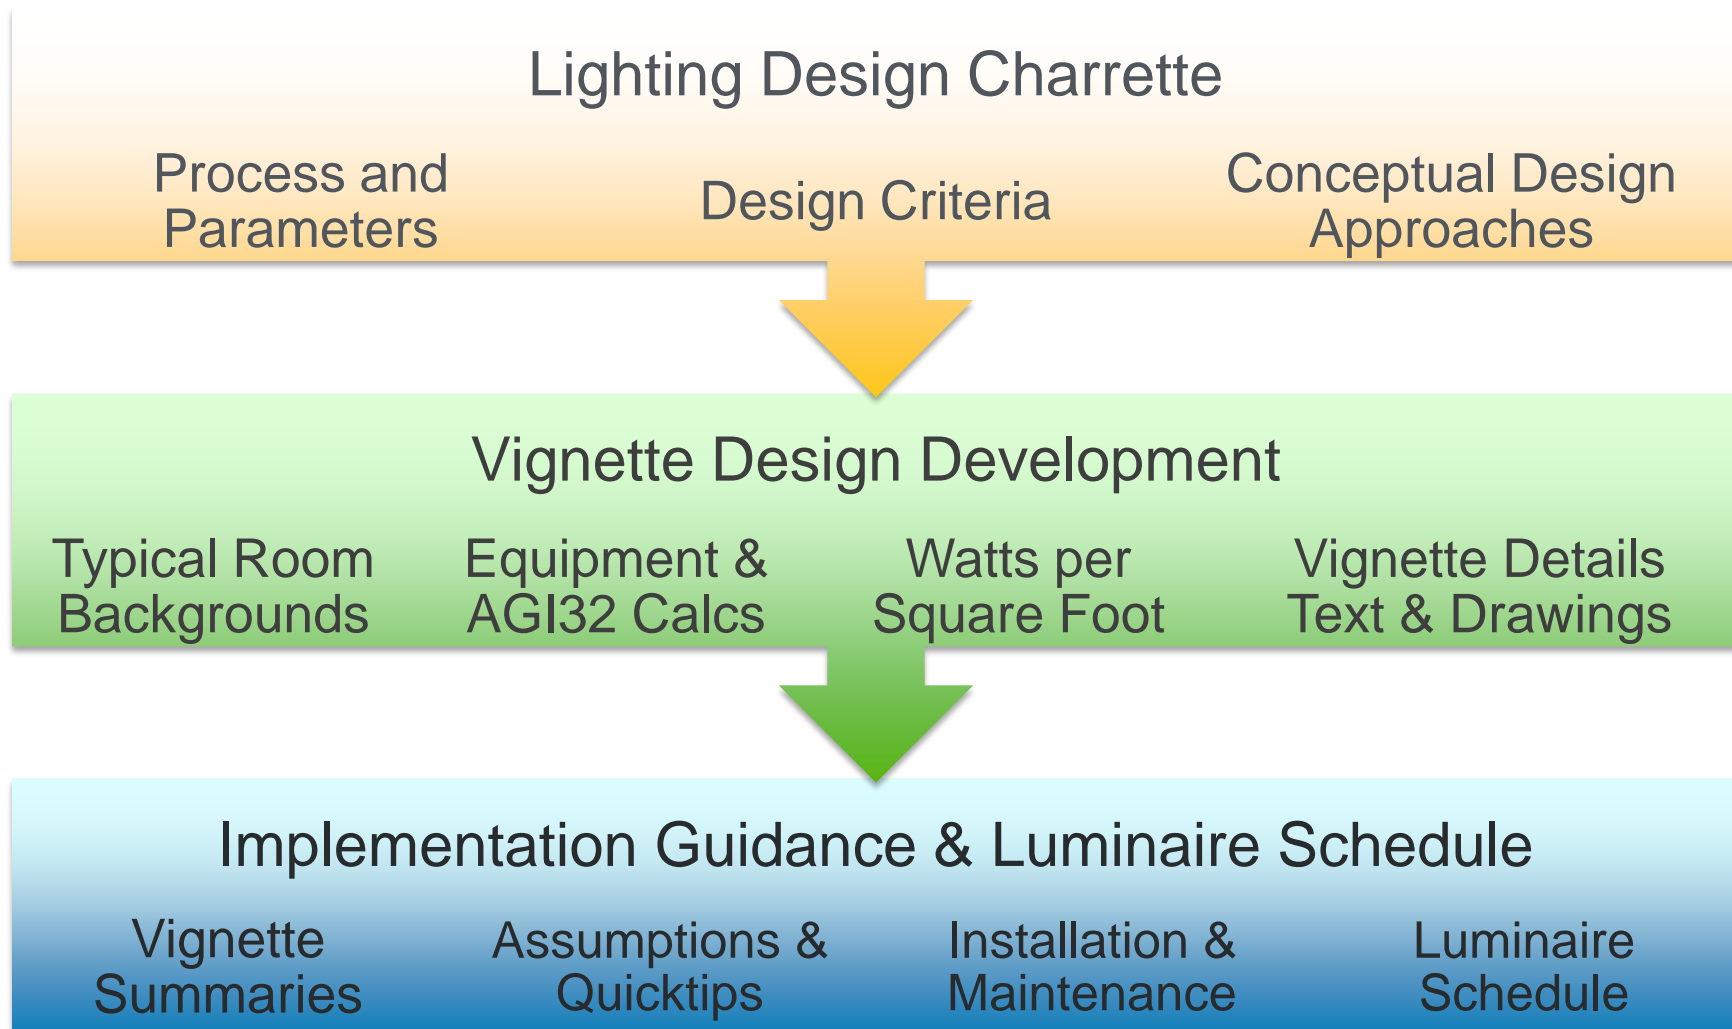 Lighting Design Charrette
Process and
Parameters
Design Criteria
Conceptual Design
Approaches
Vignette Design Development
Typical Room
Backgrounds
Equipment &
AGI32 Calcs
Watts per
Square Foot
Vignette Details
Text & Drawings
Implementation Guidance & Luminaire Schedule
Vignette
Summaries
Assumptions &
Quicktips
Installation &
Maintenance
Luminaire
Schedule